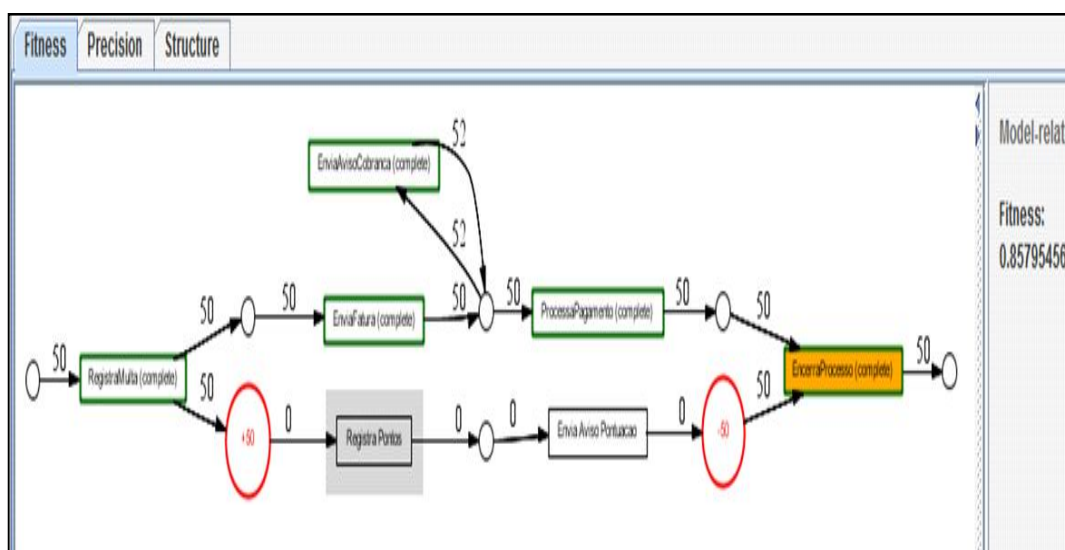 Fitness Precision Structure
Model-relat
Fitness:
0.85795456
EnviaAvisoCobranca (complete)
52
52
50
RegistraMulta (complete)
50
50
EnviaFatura (complete)
50
50
ProcessaPagamento (complete)
50
50
EncerraProcesso (complete)
50
50
+50
0
Registra Pontos
0
0
Envia Aviso Pontuacao
0
-50
50